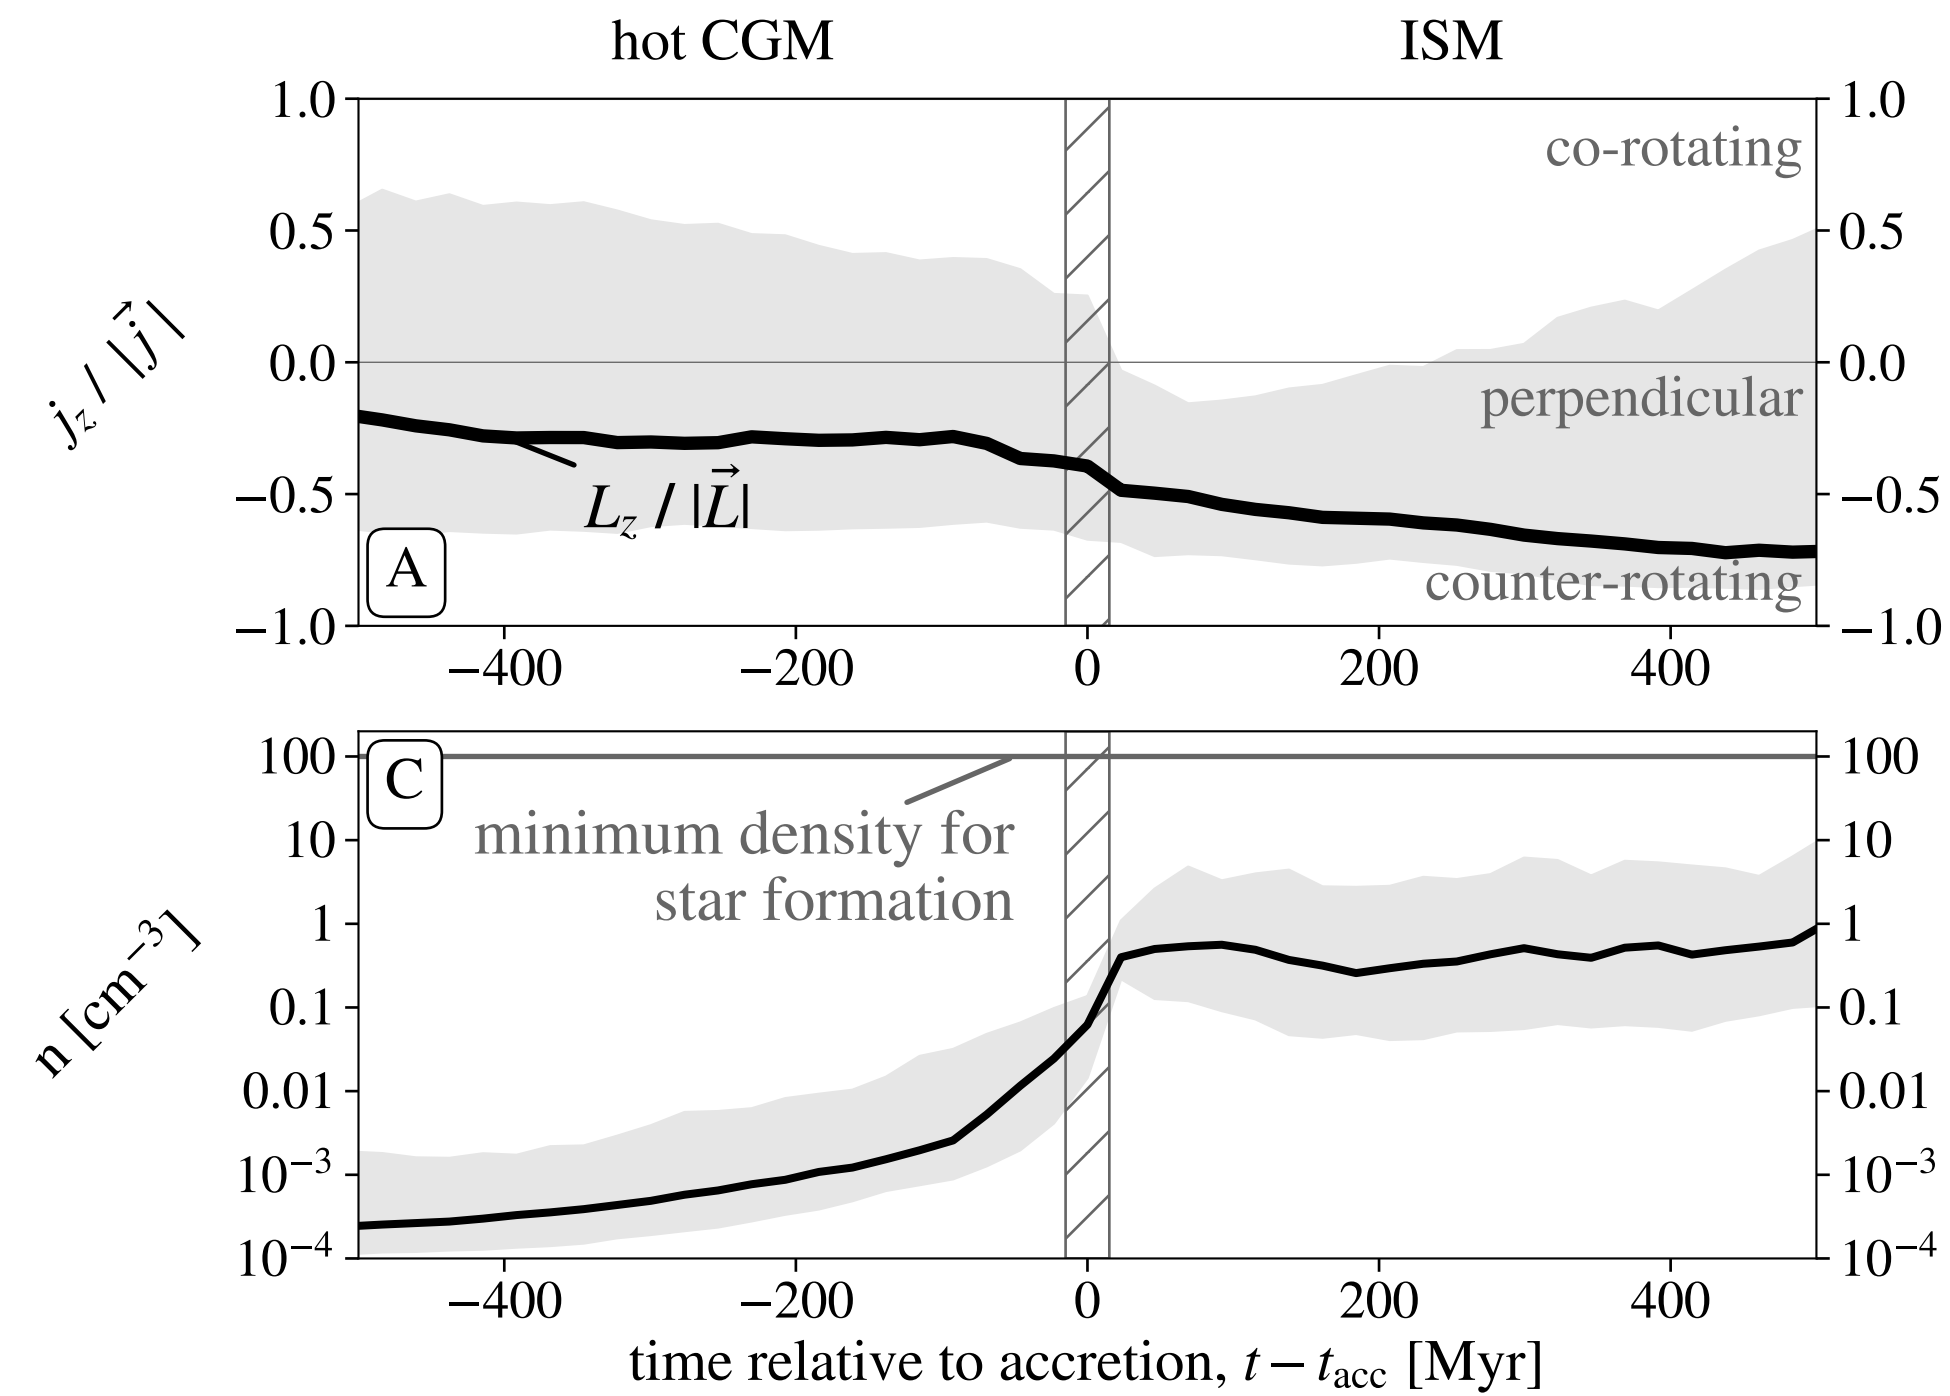 hot CGM ISM
1.0 1.0
co-rotating
0.5 0.5
j_z / |\vec{j}|
0.0 0.0
perpendicular
L_z / |\vec{L}|
−0.5 −0.5
counter-rotating
A
−1.0 −1.0
−400 −200 0 200 400
C
100 100
minimum density for
star formation
10 10
1 1
n [cm⁻³]
0.1 0.1
0.01 0.01
10⁻³ 10⁻³
10⁻⁴ 10⁻⁴
−400 −200 0 200 400
time relative to accretion, t − t_acc [Myr]